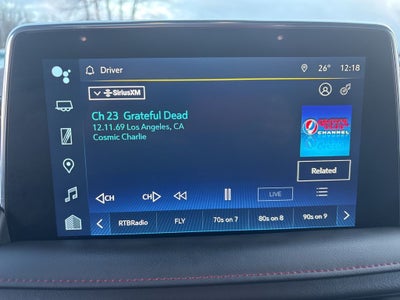 Driver
26° 12:18
SiriusXM
Ch 23 Grateful Dead
12.11.69 Los Angeles, CA
Cosmic Charlie
CHANNEL
Related
CH
CH
LIVE
RTBRadio FLY 70s on 7 80s on 8 90s on 9